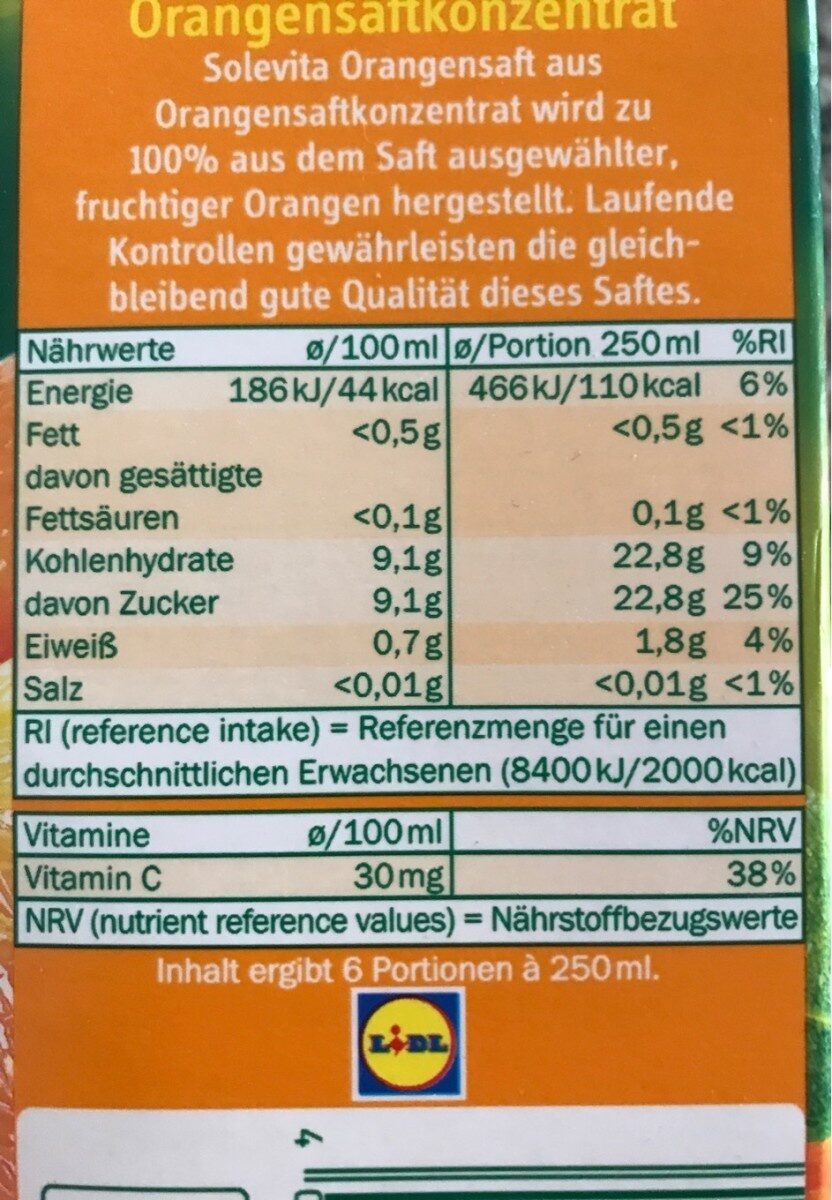 Orangensaftkonzentrat
Solevita Orangensaft aus
Orangensaftkonzentrat wird zu
100% aus dem Saft ausgewählter,
fruchtiger Orangen hergestellt. Laufende
Kontrollen gewährleisten die gleich-
bleibend gute Qualität dieses Saftes.
Nährwerte ø/100 ml ø/Portion 250 ml %RI
Energie 186 kJ/44 kcal 466 kJ/110 kcal 6%
Fett <0,5g <0,5g <1%
davon gesättigte
Fettsäuren <0,1g 0,1g <1%
Kohlenhydrate 9,1g 22,8g 9%
davon Zucker 9,1g 22,8g 25%
Eiweiß 0,7g 1,8g 4%
Salz <0,01g <0,01g <1%
RI (reference intake) = Referenzmenge für einen
durchschnittlichen Erwachsenen (8400 kJ/2000 kcal)
Vitamine ø/100 ml %NRV
Vitamin C 30 mg 38%
NRV (nutrient reference values) = Nährstoffbezugswerte
Inhalt ergibt 6 Portionen à 250 ml.
LIDL
4